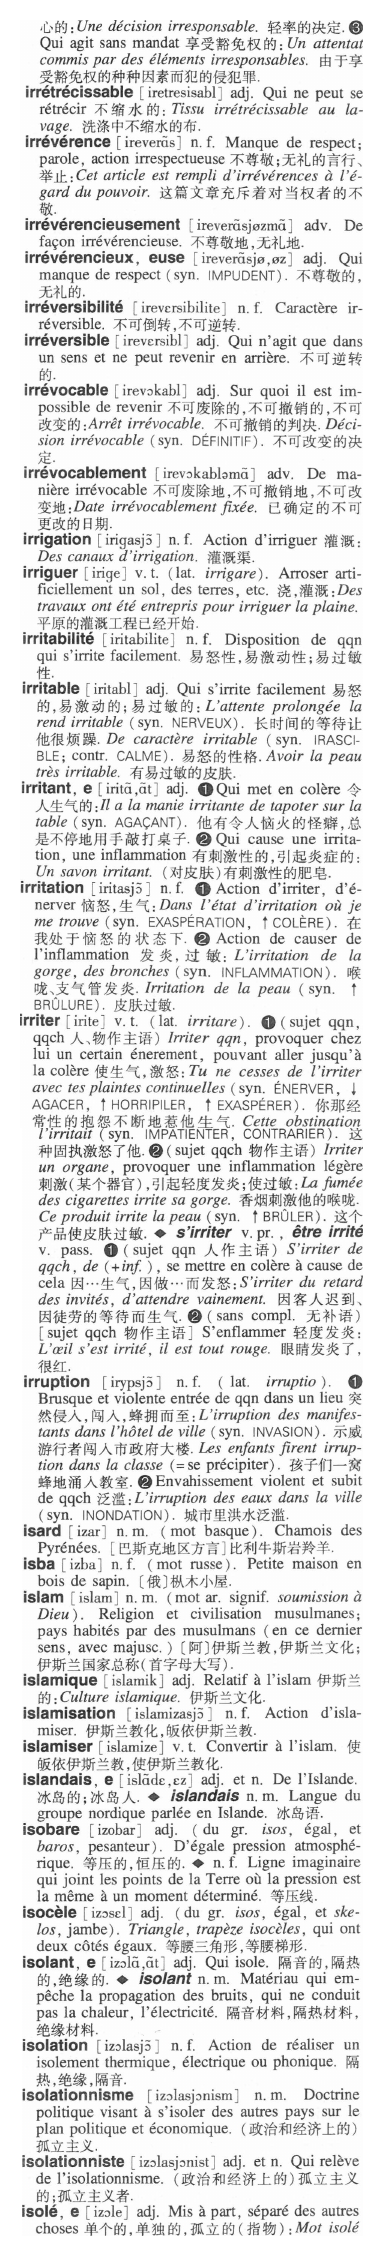 心的:Une décision irresponsable. 轻率的决定. ❸
Qui agit sans mandat 享受豁免权的:Un attentat
commis par des éléments irresponsables. 由于享
受豁免权的种种因素而犯的侵犯罪.
irrétrécissable [iretresisabl] adj. Qui ne peut se
rétrécir 不缩水的:Tissu irrétrécissable au la-
vage. 洗涤中不缩水的布.
irrévérence [ireverɑ̃s] n. f. Manque de respect;
parole, action irrespectueuse 不尊敬;无礼的言行、
举止:Cet article est rempli d'irrévérences à l'é-
gard du pouvoir. 这篇文章充斥着对当权者的不
敬.
irrévérencieusement [ireverɑ̃sjøzmɑ̃] adv. De
façon irrévérencieuse. 不尊敬地,无礼地.
irrévérencieux, euse [ireverɑ̃sjø,øz] adj. Qui
manque de respect (syn. IMPUDENT). 不尊敬的,
无礼的.
irréversibilité [ireversibilite] n. f. Caractère ir-
réversible. 不可倒转,不可逆转.
irréversible [ireversibl] adj. Qui n'agit que dans
un sens et ne peut revenir en arrière. 不可逆转
的.
irrévocable [irevɔkabl] adj. Sur quoi il est im-
possible de revenir 不可废除的,不可撤销的,不可
改变的:Arrêt irrévocable. 不可撤销的判决. Déci-
sion irrévocable (syn. DÉFINITIF). 不可改变的决
定.
irrévocablement [irevɔkabləmɑ̃] adv. De ma-
nière irrévocable 不可废除地,不可撤销地,不可改
变地:Date irrévocablement fixée. 已确定的不可
更改的日期.
irrigation [irigasjɔ̃] n. f. Action d'irriguer 灌溉:
Des canaux d'irrigation. 灌溉渠.
irriguer [irige] v. t. (lat. irrigare). Arroser arti-
ficiellement un sol, des terres, etc. 浇,灌溉:Des
travaux ont été entrepris pour irriguer la plaine.
平原的灌溉工程已经开始.
irritabilité [iritabilite] n. f. Disposition de qqn
qui s'irrite facilement. 易怒性,易激动性;易过敏
性.
irritable [iritabl] adj. Qui s'irrite facilement 易怒
的,易激动的;易过敏的: L'attente prolongée la
rend irritable (syn. NERVEUX). 长时间的等待让
他很烦躁. De caractère irritable (syn. IRASCI-
BLE; contr. CALME). 易怒的性格. Avoir la peau
très irritable. 有易过敏的皮肤.
irritant, e [iritɑ̃,ɑ̃t] adj. ❶ Qui met en colère 令
人生气的:Il a la manie irritante de tapoter sur la
table (syn. AGAÇANT). 他有令人恼火的怪癖,总
是不停地用手敲打桌子. ❷ Qui cause une irrita-
tion, une inflammation 有刺激性的,引起炎症的:
Un savon irritant. (对皮肤)有刺激性的肥皂.
irritation [iritasjɔ̃] n. f. ❶ Action d'irriter, d'é-
nerver 恼怒,生气: Dans l'état d'irritation où je
me trouve (syn. EXASPÉRATION, ↑ COLÈRE). 在
我处于恼怒的状态下. ❷ Action de causer de
l'inflammation 发炎,过敏: L'irritation de la
gorge, des bronches (syn. INFLAMMATION). 喉
咙、支气管发炎. Irritation de la peau (syn. ↑
BRÛLURE). 皮肤过敏.
irriter [irite] v. t. (lat. irritare). ❶ (sujet qqn,
qqch 人、物作主语) Irriter qqn, provoquer chez
lui un certain énerement, pouvant aller jusqu'à
la colère 使生气,激怒: Tu ne cesses de l'irriter
avec tes plaintes continuelles (syn. ÉNERVER, ↓
AGACER, ↑ HORRIPILER, ↑ EXASPÉRER). 你那经
常性的抱怨不断地惹他生气. Cette obstination
l'irritait (syn. IMPATIENTER, CONTRARIER). 这
种固执激怒了他. ❷ (sujet qqch 物作主语) Irriter
un organe, provoquer une inflammation légère
刺激(某个器官),引起轻度发炎;使过敏:La fumée
des cigarettes irrite sa gorge. 香烟刺激他的喉咙.
Ce produit irrite la peau (syn. ↑ BRÛLER). 这个
产品使皮肤过敏. ◆ s'irriter v. pr. , être irrité
v. pass. ❶ (sujet qqn 人作主语) S'irriter de
qqch, de (+inf.), se mettre en colère à cause de
cela 因…生气,因做…而发怒:S'irriter du retard
des invités, d'attendre vainement. 因客人迟到、
因徒劳的等待而生气. ❷ (sans compl. 无补语)
[sujet qqch 物作主语] S'enflammer 轻度发炎:
L'œil s'est irrité, il est tout rouge. 眼睛发炎了,
很红.
irruption [irypsjɔ̃] n. f. (lat. irruptio). ❶
Brusque et violente entrée de qqn dans un lieu 突
然侵入,闯入,蜂拥而至:L'irruption des manifes-
tants dans l'hôtel de ville (syn. INVASION). 示威
游行者闯入市政府大楼. Les enfants firent irrup-
tion dans la classe (=se précipiter). 孩子们一窝
蜂地涌入教室. ❷ Envahissement violent et subit
de qqch 泛滥:L'irruption des eaux dans la ville
(syn. INONDATION). 城市里洪水泛滥.
isard [izar] n. m. (mot basque). Chamois des
Pyrénées. [巴斯克地区方言]比利牛斯岩羚羊.
isba [izba] n. f. (mot russe). Petite maison en
bois de sapin. [俄]枞木小屋.
islam [islam] n. m. (mot ar. signif. soumission à
Dieu). Religion et civilisation musulmanes;
pays habités par des musulmans (en ce dernier
sens, avec majusc.) [阿]伊斯兰教,伊斯兰文化;
伊斯兰国家总称(首字母大写).
islamique [islamik] adj. Relatif à l'islam 伊斯兰
的:Culture islamique. 伊斯兰文化.
islamisation [islamizasjɔ̃] n. f. Action d'isla-
miser. 伊斯兰教化,皈依伊斯兰教.
islamiser [islamize] v. t. Convertir à l'islam. 使
皈依伊斯兰教,使伊斯兰教化.
islandais, e [islɑ̃dɛ,ɛz] adj. et n. De l'Islande.
冰岛的;冰岛人. ◆ islandais n. m. Langue du
groupe nordique parlée en Islande. 冰岛语.
isobare [izobar] adj. (du gr. isos, égal, et
baros, pesanteur). D'égale pression atmosphé-
rique. 等压的,恒压的. ◆ n. f. Ligne imaginaire
qui joint les points de la Terre où la pression est
la même à un moment déterminé. 等压线.
isocèle [izɔsɛl] adj. (du gr. isos, égal, et ske-
los, jambe). Triangle, trapèze isocèles, qui ont
deux côtés égaux. 等腰三角形,等腰梯形.
isolant, e [izɔlɑ̃,ɑ̃t] adj. Qui isole. 隔音的,隔热
的,绝缘的. ◆ isolant n. m. Matériau qui em-
pêche la propagation des bruits, qui ne conduit
pas la chaleur, l'électricité. 隔音材料,隔热材料,
绝缘材料.
isolation [izɔlasjɔ̃] n. f. Action de réaliser un
isolement thermique, électrique ou phonique. 隔
热,绝缘,隔音.
isolationnisme [izɔlasjɔnism] n. m. Doctrine
politique visant à s'isoler des autres pays sur le
plan politique et économique. (政治和经济上的)
孤立主义.
isolationniste [izɔlasjɔnist] adj. et n. Qui relève
de l'isolationnisme. (政治和经济上的)孤立主义
的;孤立主义者.
isolé, e [izɔle] adj. Mis à part, séparé des autres
choses 单个的,单独的,孤立的(指物):Mot isolé